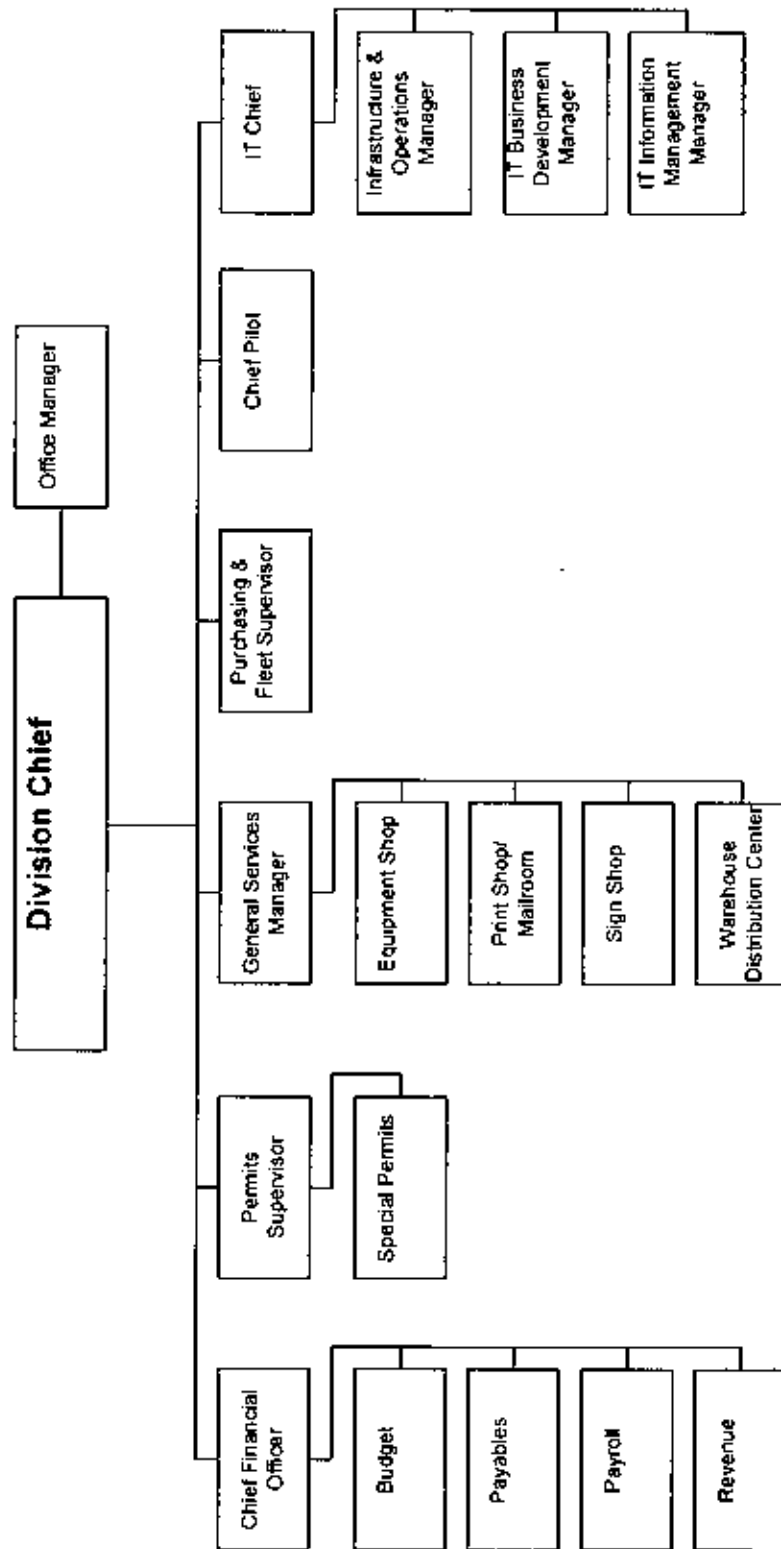 Division Chief
Office Manager
Chief Financial
Officer
Budget
Payables
Payroll
Revenue
Permits
Supervisor
Special Permits
General Services
Manager
Equipment Shop
Print Shop/
Mailroom
Sign Shop
Warehouse
Distribution Center
Purchasing &
Fleet Supervisor
Chief Pilot
IT Chief
Infrastructure &
Operations
Manager
IT Business
Development
Manager
IT Information
Management
Manager